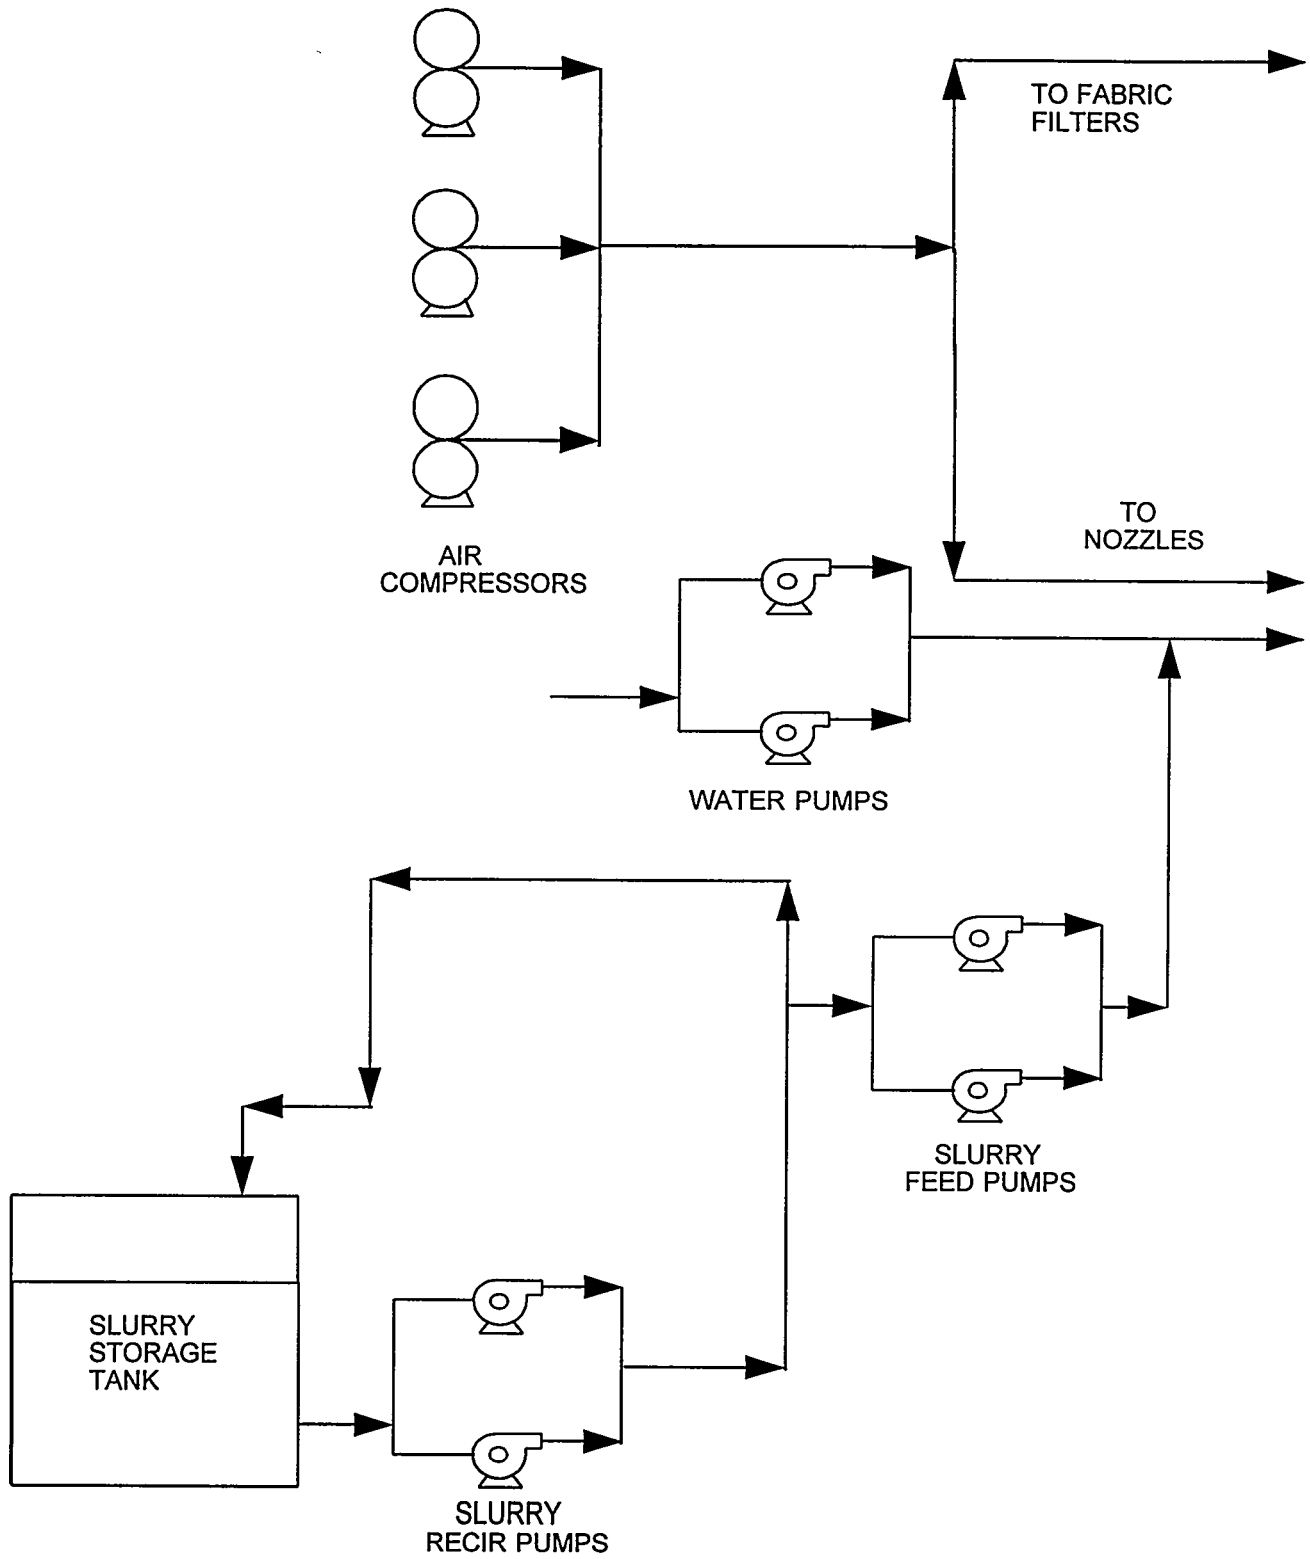 TO FABRIC
FILTERS
TO
NOZZLES
AIR
COMPRESSORS
WATER PUMPS
SLURRY
FEED PUMPS
SLURRY
STORAGE
TANK
SLURRY
RECIR PUMPS